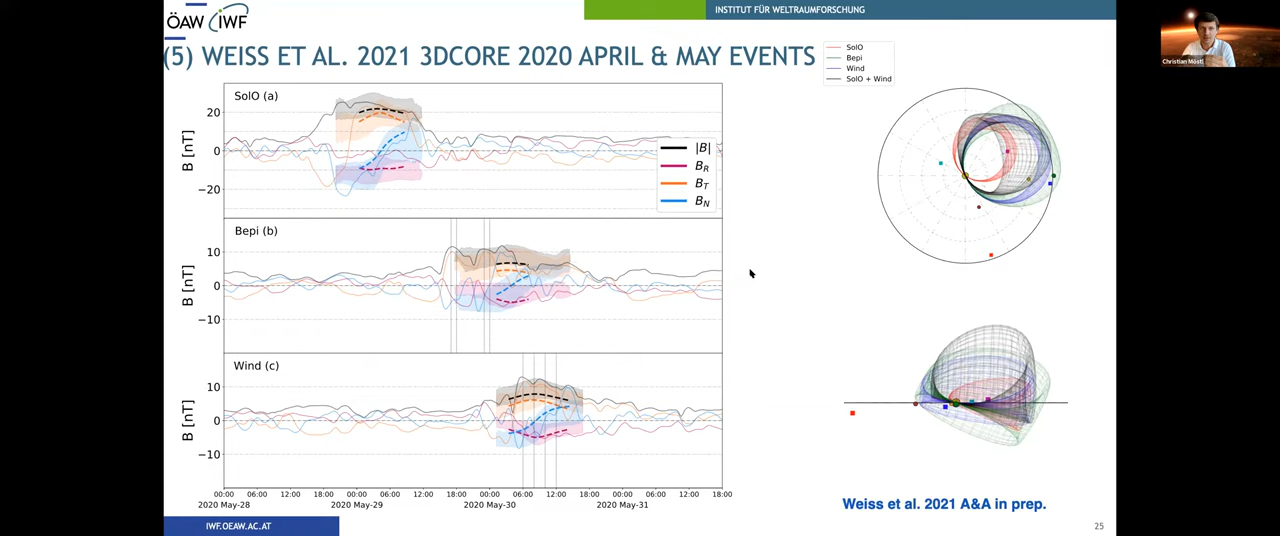 ÖAW IWF
INSTITUT FÜR WELTRAUMFORSCHUNG
(5) WEISS ET AL. 2021 3DCORE 2020 APRIL & MAY EVENTS
Christian Möstl
SolO
Bepi
Wind
SolO + Wind
SolO (a)
B [nT]
20
0
−20
|B|
B_R
B_T
B_N
Bepi (b)
B [nT]
10
0
−10
Wind (c)
B [nT]
10
0
−10
00:00 06:00 12:00 18:00 00:00 06:00 12:00 18:00 00:00 06:00 12:00 18:00 00:00 06:00 12:00 18:00
2020 May-28 2020 May-29 2020 May-30 2020 May-31
Weiss et al. 2021 A&A in prep.
IWF.OEAW.AC.AT
25